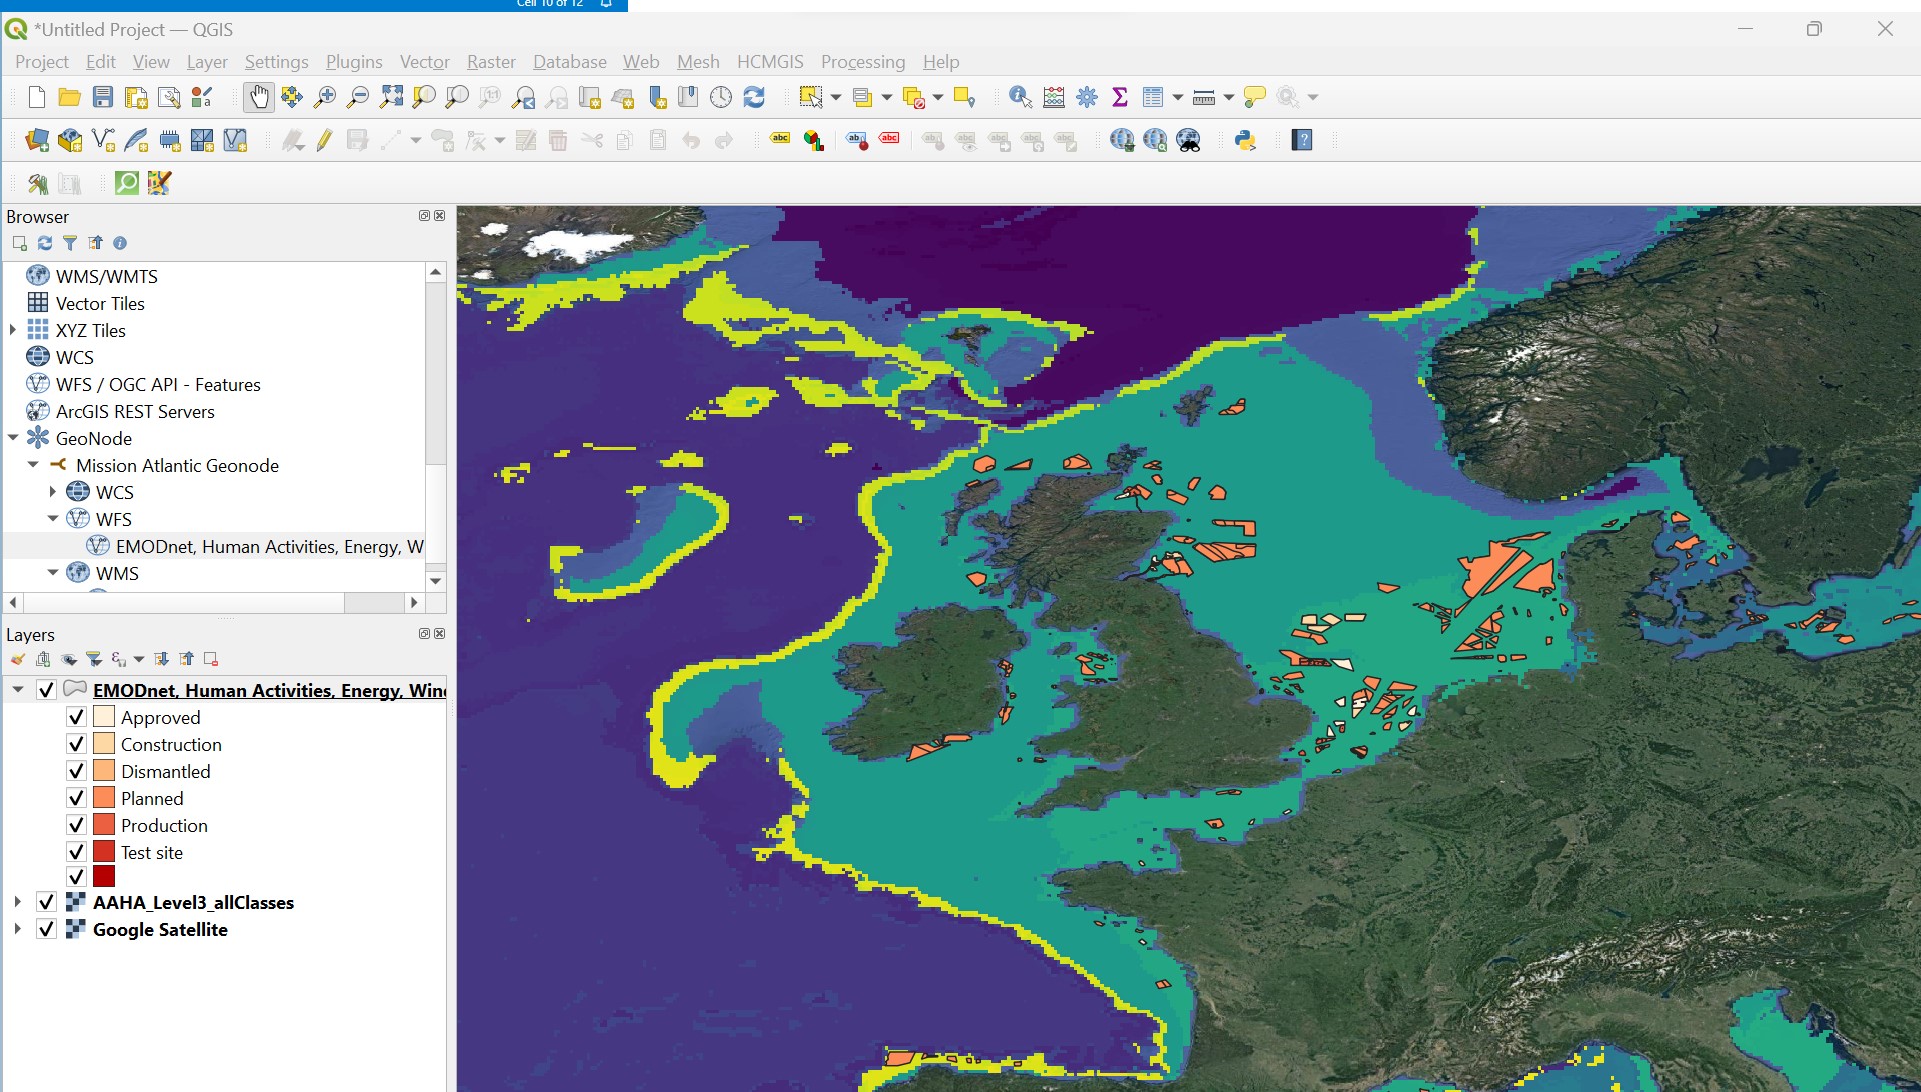 Cell 10 of 12
*Untitled Project — QGIS
Project Edit View Layer Settings Plugins Vector Raster Database Web Mesh HCMGIS Processing Help
Browser
WMS/WMTS
Vector Tiles
XYZ Tiles
WCS
WFS / OGC API - Features
ArcGIS REST Servers
GeoNode
Mission Atlantic Geonode
WCS
WFS
EMODnet, Human Activities, Energy, W
WMS
Layers
EMODnet, Human Activities, Energy, Win
Approved
Construction
Dismantled
Planned
Production
Test site
AAHA_Level3_allClasses
Google Satellite